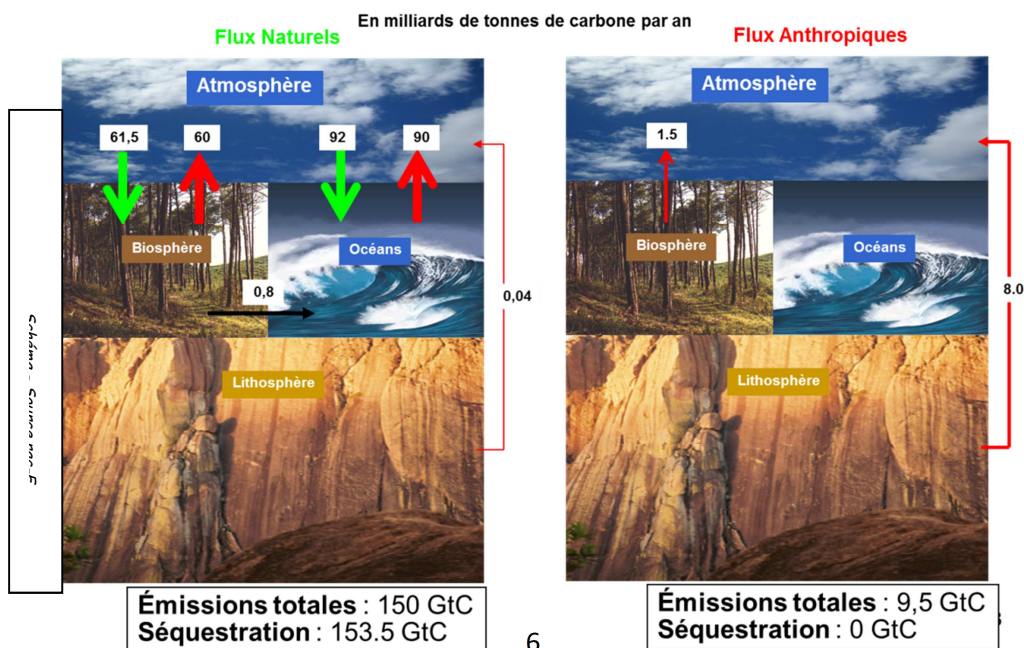 En milliards de tonnes de carbone par an
Flux Naturels
Flux Anthropiques
Atmosphère
61,5
60
92
90
Biosphère
Océans
0,8
0,04
Lithosphère
Émissions totales : 150 GtC
Séquestration : 153.5 GtC
Atmosphère
1.5
Biosphère
Océans
8.0
Lithosphère
Émissions totales : 9,5 GtC
Séquestration : 0 GtC
6